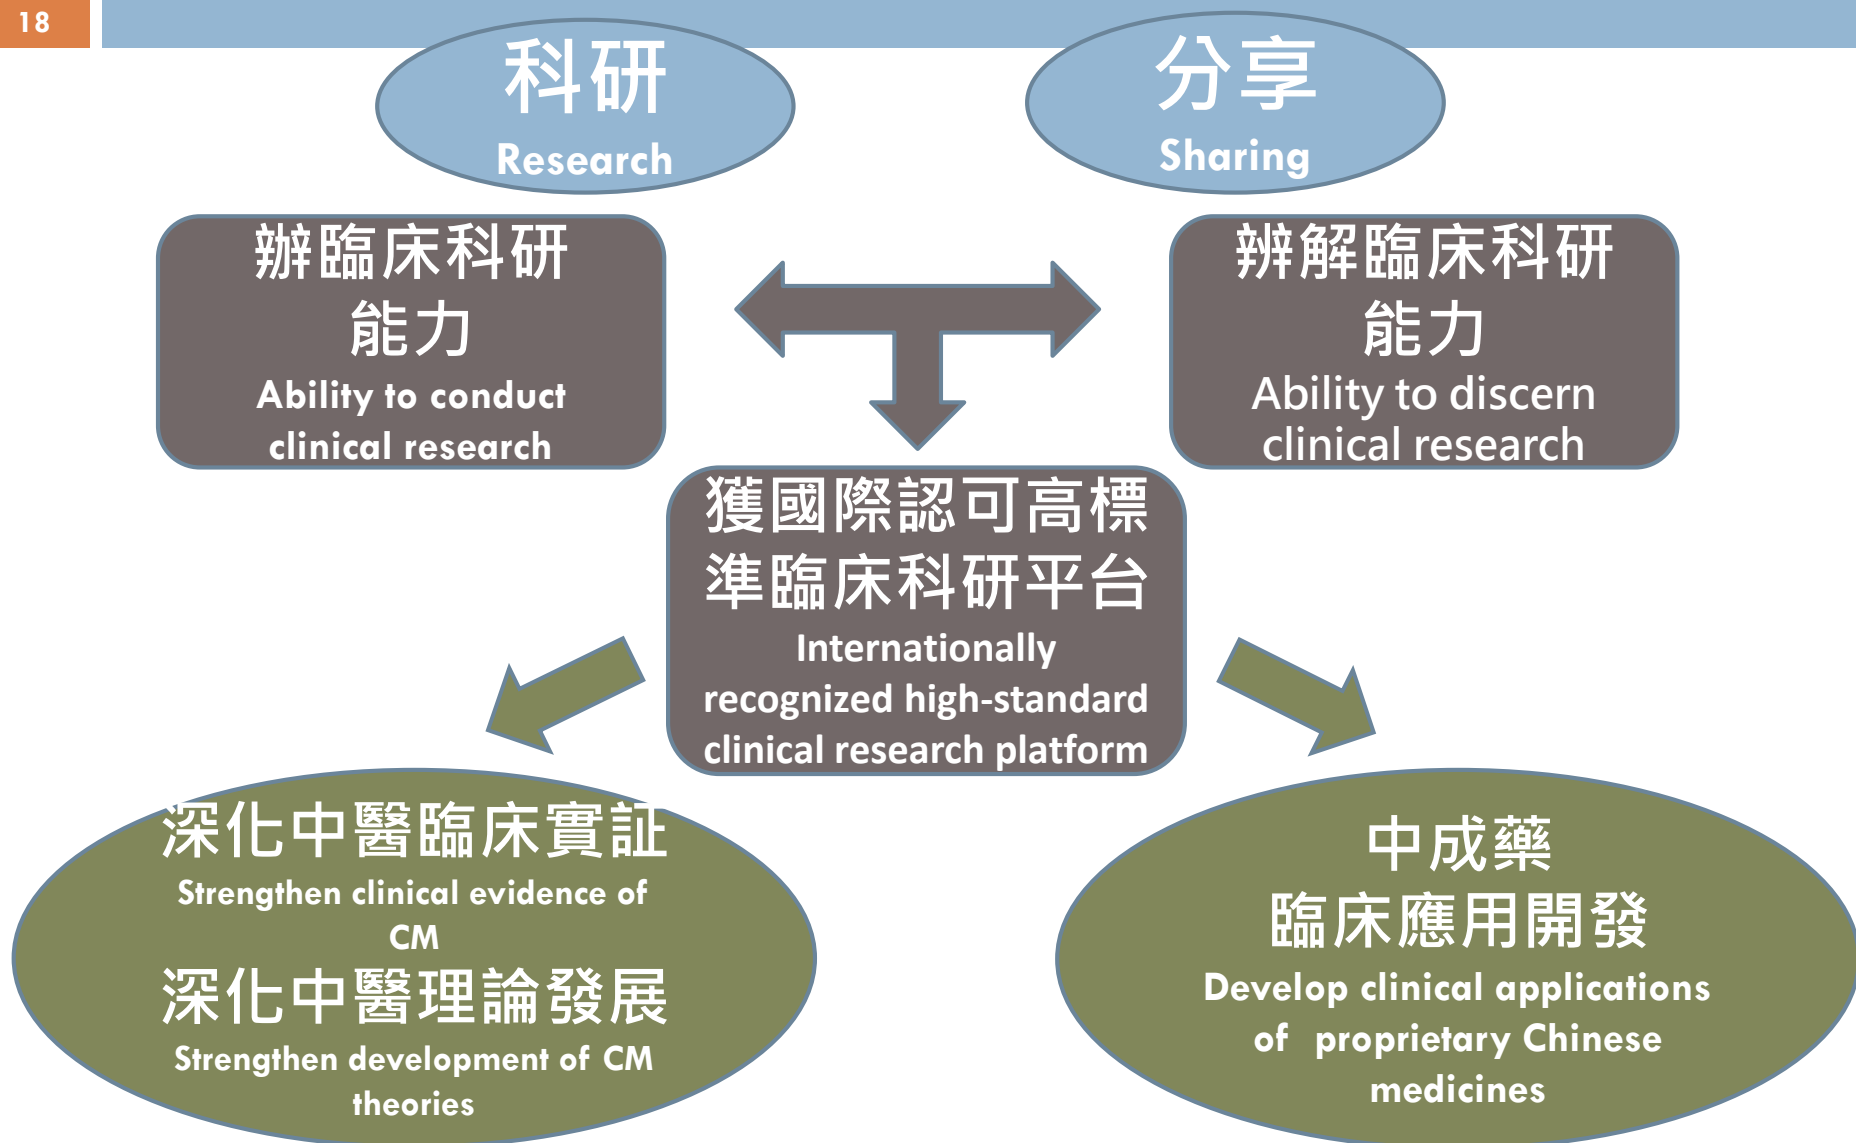 18
科研
Research
分享
Sharing
辦臨床科研
能力
Ability to conduct
clinical research
辨解臨床科研
能力
Ability to discern
clinical research
獲國際認可高標
準臨床科研平台
Internationally
recognized high-standard
clinical research platform
深化中醫臨床實証
Strengthen clinical evidence of
CM
深化中醫理論發展
Strengthen development of CM
theories
中成藥
臨床應用開發
Develop clinical applications
of proprietary Chinese
medicines